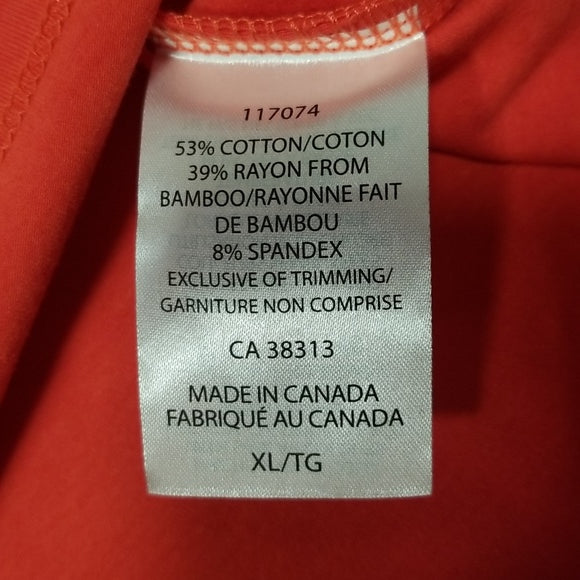 117074
53% COTTON/COTON
39% RAYON FROM
BAMBOO/RAYONNE FAIT
DE BAMBOU
8% SPANDEX
EXCLUSIVE OF TRIMMING/
GARNITURE NON COMPRISE
CA 38313
MADE IN CANADA
FABRIQUÉ AU CANADA
XL/TG